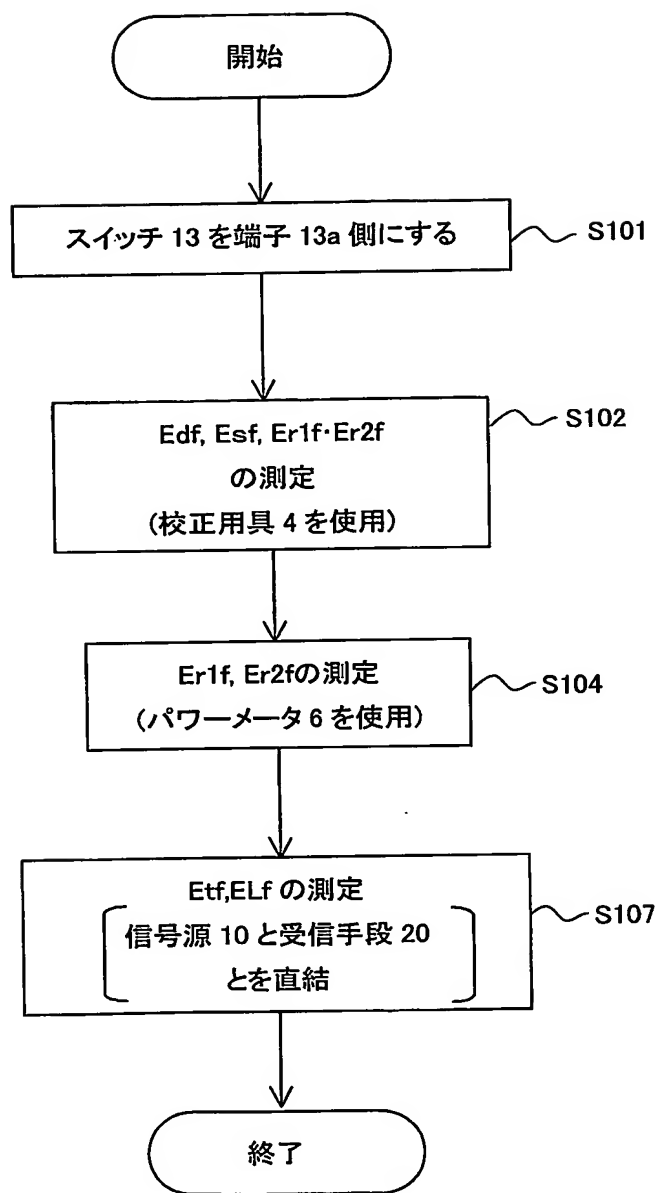 開始
スイッチ 13 を端子 13a 側にする
S101
Edf, Esf, Er1f・Er2f
の測定
(校正用具 4 を使用)
S102
Er1f, Er2fの測定
(パワーメータ 6 を使用)
S104
Etf,ELf の測定
信号源 10 と受信手段 20
とを直結
S107
終了